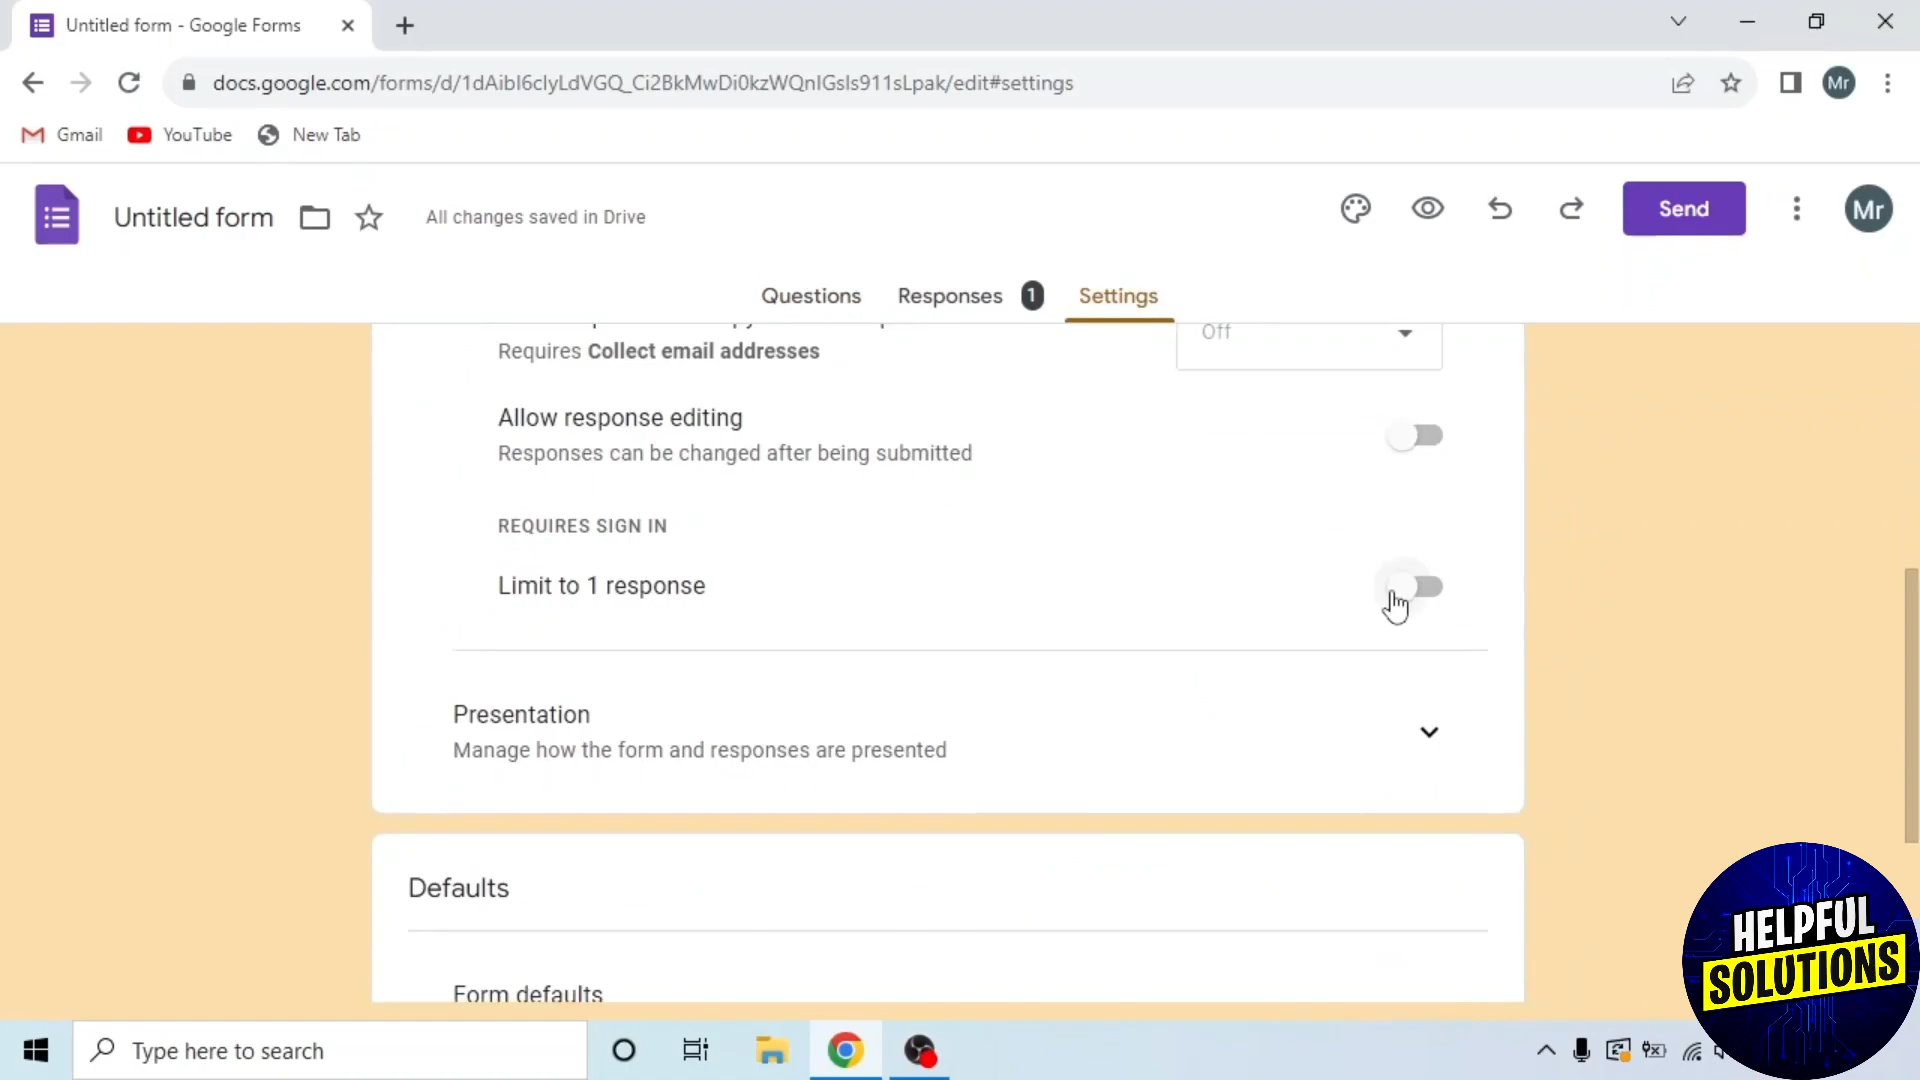 Untitled form - Google Forms
docs.google.com/forms/d/1dAibI6cIyLdVGQ_Ci2BkMwDi0kzWQnIGsIs911sLpak/edit#settings
Mr
Gmail
YouTube
New Tab
Untitled form
All changes saved in Drive
Send
Mr
Questions
Responses 1
Settings
Off
Requires Collect email addresses
Allow response editing
Responses can be changed after being submitted
REQUIRES SIGN IN
Limit to 1 response
Presentation
Manage how the form and responses are presented
Defaults
Form defaults
HELPFUL
SOLUTIONS
Type here to search